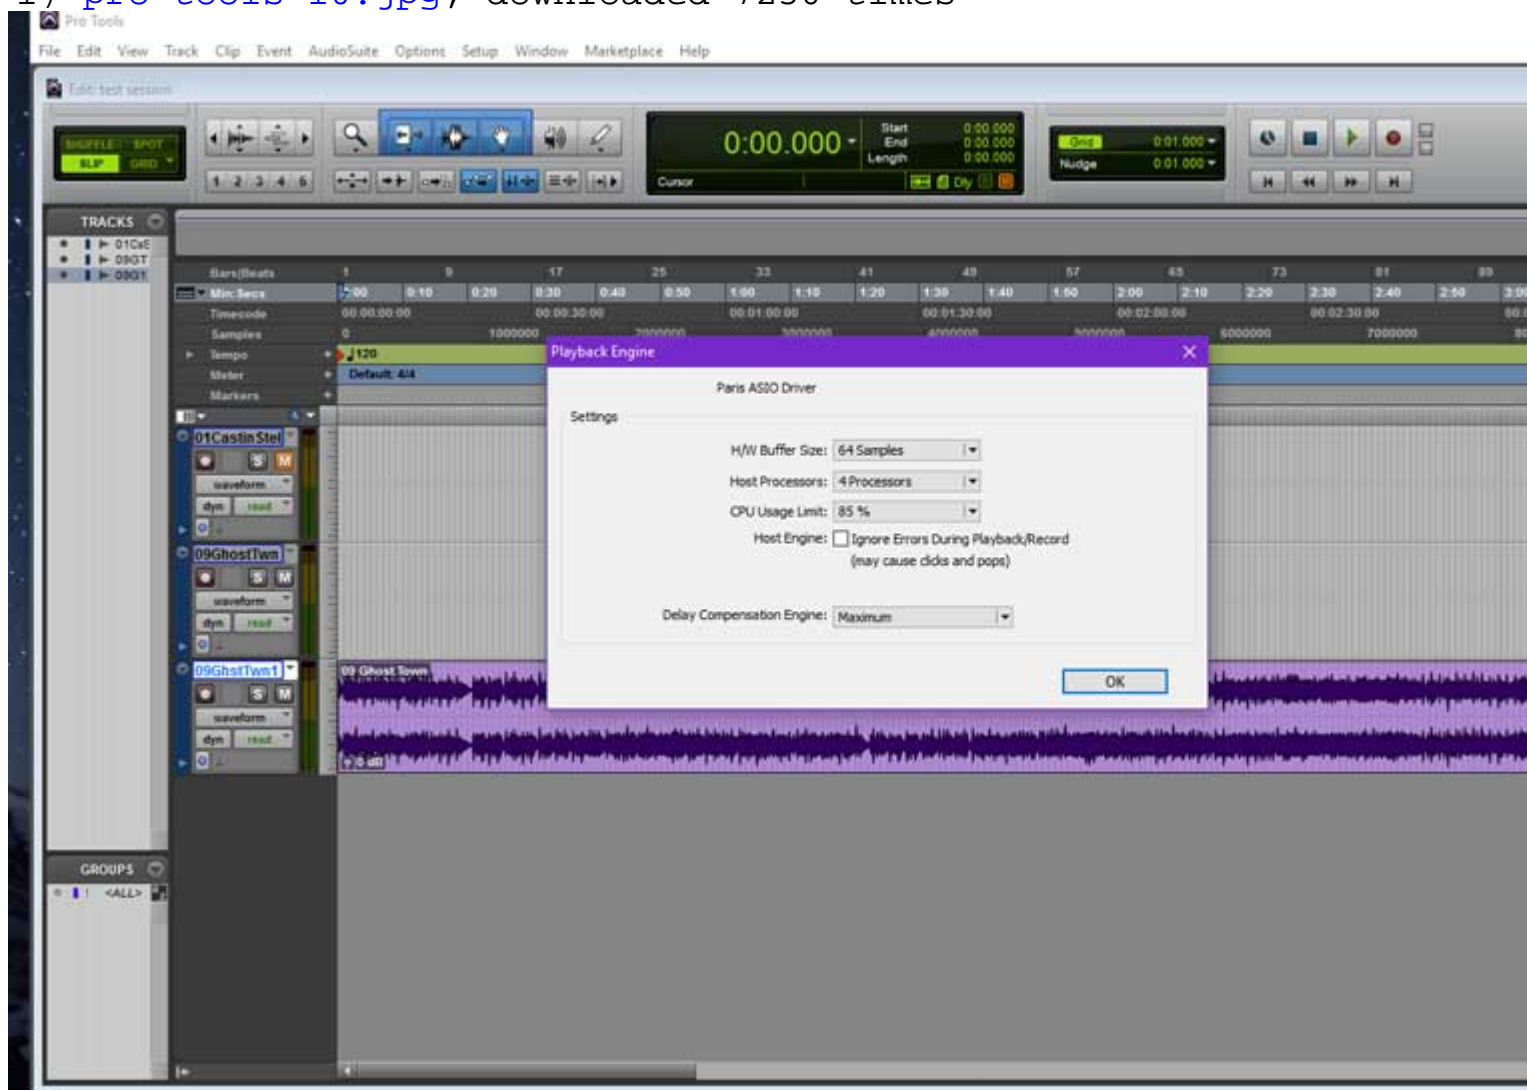 1) pro tools 10.jpg, downloaded 7250 times
Pro Tools
File Edit View Track Clip Event AudioSuite Options Setup Window Marketplace Help
Edit: test session
SHUFFLE SPOT
SLIP GRID
1 2 3 4 5
0:00.000
Start 0:00.000
End 0:00.000
Length 0:00.000
Cursor
Dly
Grid 0:01.000
Nudge 0:01.000
TRACKS
01CsS
09GT
09GT
Bars|Beats 1 9 17 25 33 41 49 57 65 73 81 89
Min:Secs 0:00 0:10 0:20 0:30 0:40 0:50 1:00 1:10 1:20 1:30 1:40 1:50 2:00 2:10 2:20 2:30 2:40 2:50
Timecode 00:00:00:00 00:00:30:00 00:01:00:00 00:01:30:00 00:02:00:00 00:02:30:00
Samples 0 1000000 2000000 3000000 4000000 5000000 6000000 7000000
Tempo 120
Meter Default: 4/4
Markers
Playback Engine
Paris ASIO Driver
Settings
H/W Buffer Size: 64 Samples
Host Processors: 4 Processors
CPU Usage Limit: 85 %
Host Engine: Ignore Errors During Playback/Record
(may cause clicks and pops)
Delay Compensation Engine: Maximum
OK
01CastinStel
S M
waveform
dyn read
09GhostTwn
S M
waveform
dyn read
09GhstTwn1
S M
waveform
dyn read
09 Ghost Town
0 dB
GROUPS
! <ALL>